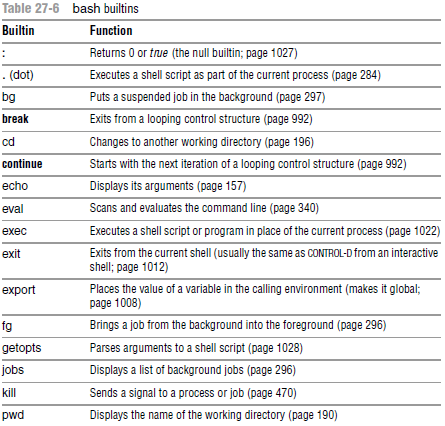 Table 27-6 bash builtins
Builtin Function
: Returns 0 or true (the null builtin; page 1027)
. (dot) Executes a shell script as part of the current process (page 284)
bg Puts a suspended job in the background (page 297)
break Exits from a looping control structure (page 992)
cd Changes to another working directory (page 196)
continue Starts with the next iteration of a looping control structure (page 992)
echo Displays its arguments (page 157)
eval Scans and evaluates the command line (page 340)
exec Executes a shell script or program in place of the current process (page 1022)
exit Exits from the current shell (usually the same as CONTROL-D from an interactive
shell; page 1012)
export Places the value of a variable in the calling environment (makes it global;
page 1008)
fg Brings a job from the background into the foreground (page 296)
getopts Parses arguments to a shell script (page 1028)
jobs Displays a list of background jobs (page 296)
kill Sends a signal to a process or job (page 470)
pwd Displays the name of the working directory (page 190)